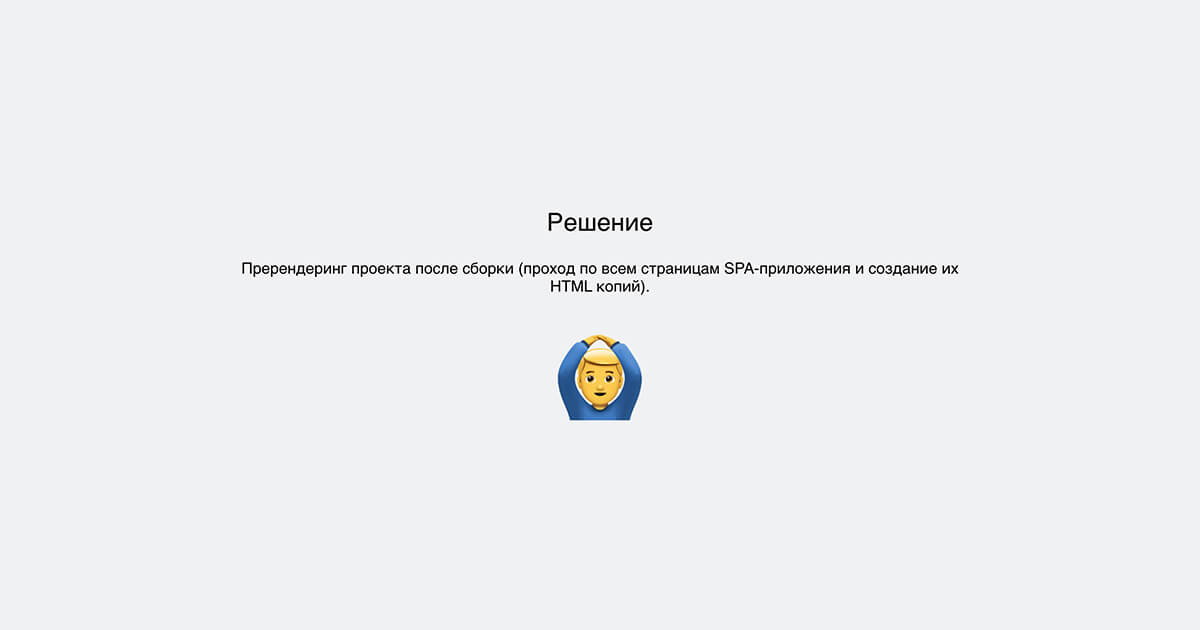 Решение
Пререндеринг проекта после сборки (проход по всем страницам SPA-приложения и создание их
HTML копий).